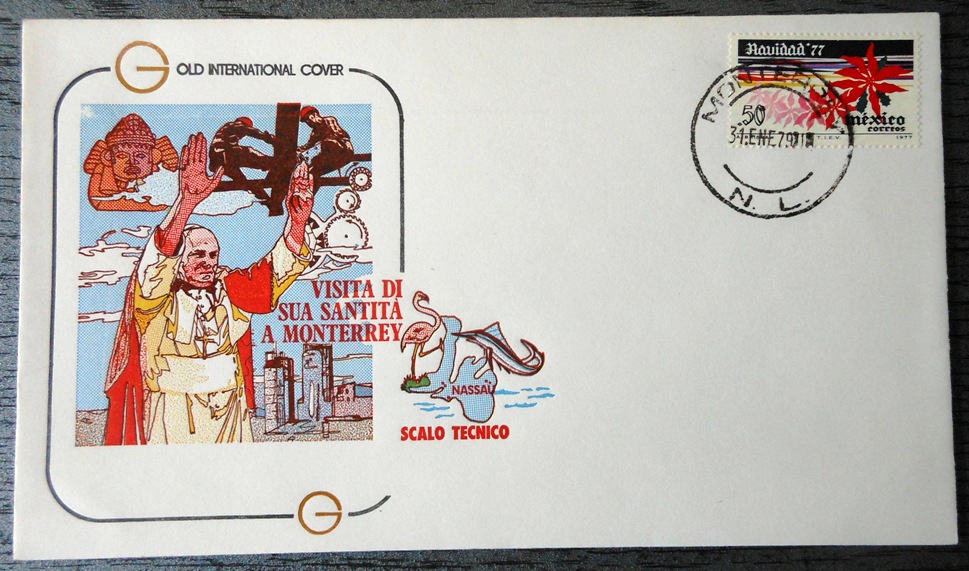 G OLD INTERNATIONAL COVER
Navidad '77
.50
méxico
correos
T.I.E.V.
1977
31.ENE.79
N. L.
VISITA DI
SUA SANTITÀ
A MONTERREY
NASSAU
SCALO TECNICO
G